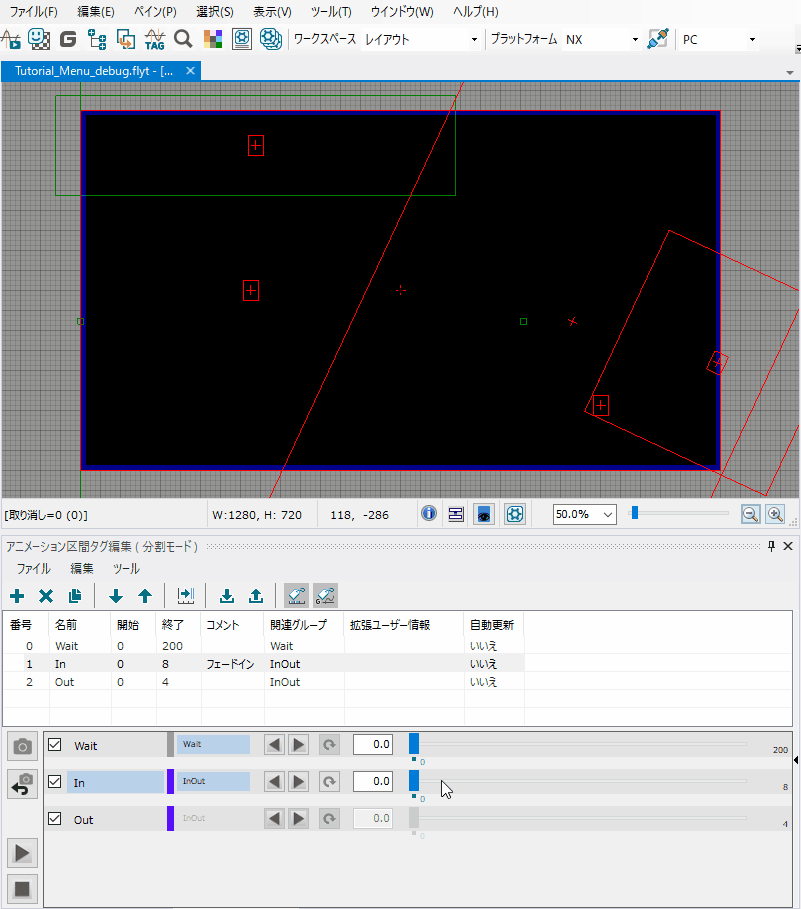 ファイル(F) 編集(E) ペイン(P) 選択(S) 表示(V) ツール(T) ウインドウ(W) ヘルプ(H)
TAG ワークスペース レイアウト プラットフォーム NX PC
Tutorial_Menu_debug.flyt - [...
[取り消し=0 (0)] W:1280, H: 720 118, -286 50.0%
アニメーション区間タグ編集 ( 分割モード )
ファイル 編集 ツール
番号 名前 開始 終了 コメント 関連グループ 拡張ユーザー情報 自動更新
0 Wait 0 200 Wait いいえ
1 In 0 8 フェードイン InOut いいえ
2 Out 0 4 InOut いいえ
Wait Wait 0.0 0 200
In InOut 0.0 0 8
Out InOut 0.0 0 4